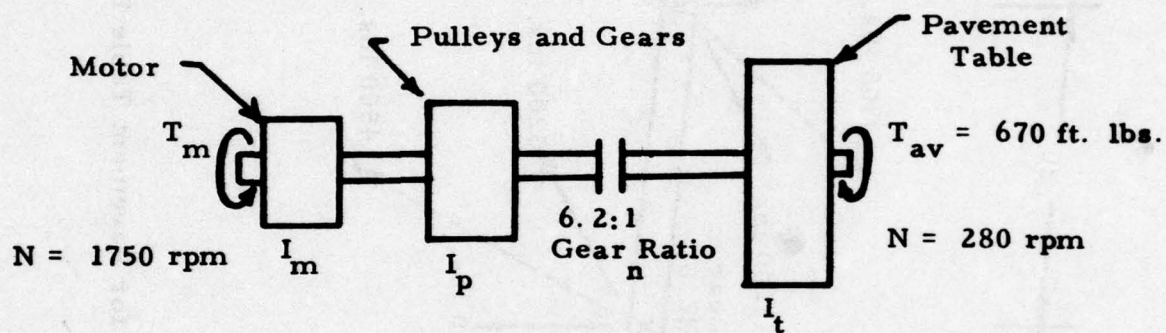 Motor
Pulleys and Gears
Pavement
Table
T_m
T_av = 670 ft. lbs.
6.2:1
Gear Ratio
n
N = 1750 rpm
I_m
I_p
N = 280 rpm
I_t